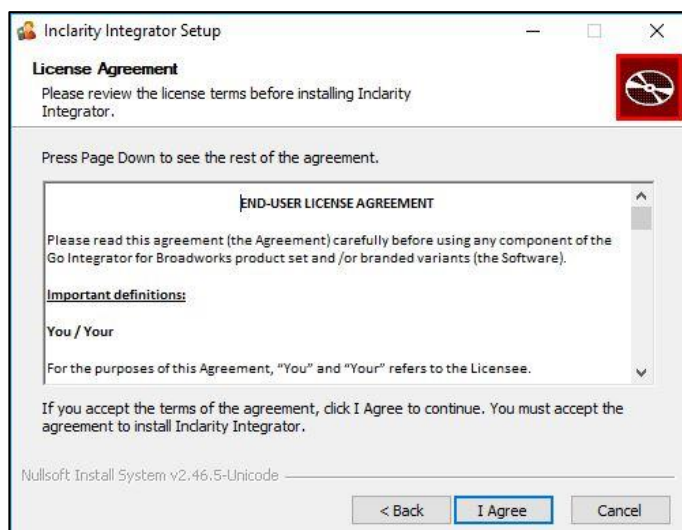 Inclarity Integrator Setup
License Agreement
Please review the license terms before installing Inclarity
Integrator.
Press Page Down to see the rest of the agreement.
END-USER LICENSE AGREEMENT
Please read this agreement (the Agreement) carefully before using any component of the
Go Integrator for Broadworks product set and /or branded variants (the Software).
Important definitions:
You / Your
For the purposes of this Agreement, “You” and “Your” refers to the Licensee.
If you accept the terms of the agreement, click I Agree to continue. You must accept the
agreement to install Inclarity Integrator.
Nullsoft Install System v2.46.5-Unicode
< Back
I Agree
Cancel